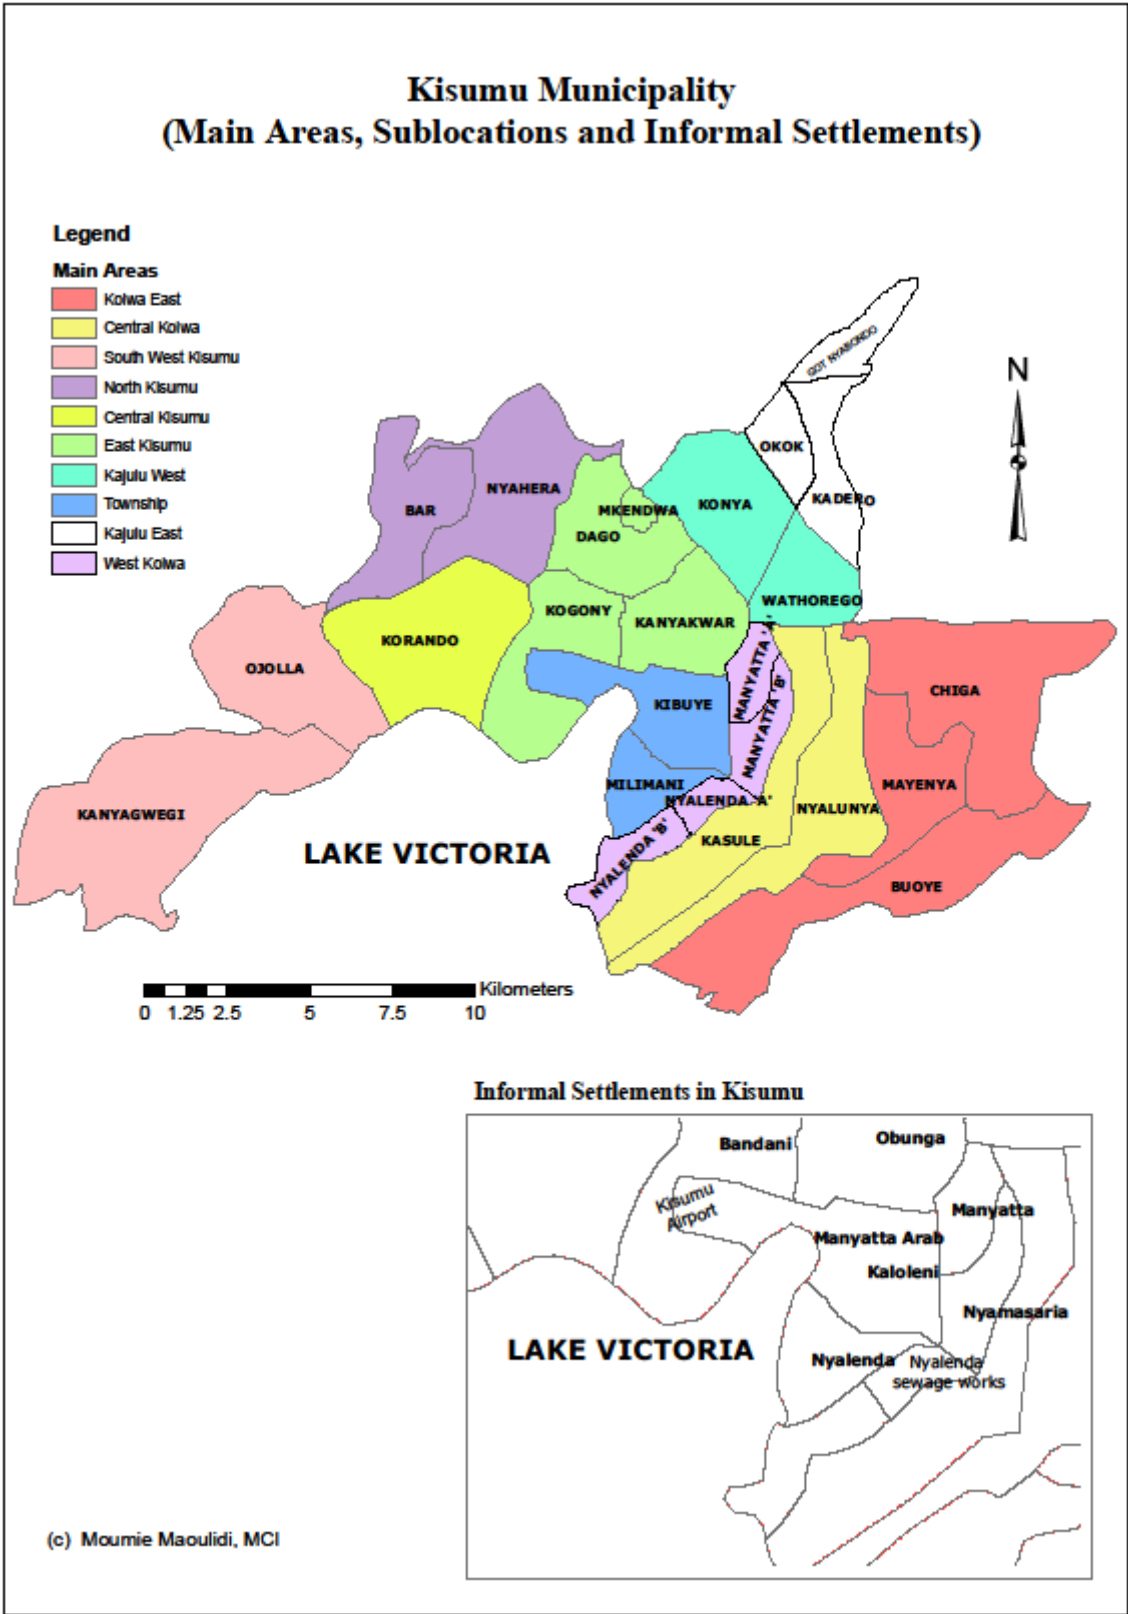 Kisumu Municipality
(Main Areas, Sublocations and Informal Settlements)
Legend
Main Areas
Kolwa East
Central Kolwa
South West Kisumu
North Kisumu
Central Kisumu
East Kisumu
Kajulu West
Township
Kajulu East
West Kolwa
N
GOT NYABONDO
OKOK
KADERO
NYAHERA
BAR
MKENDWA
DAGO
KONYA
WATHOREGO
KOGONY
KANYAKWAR
KORANDO
OJOLLA
KANYAGWEGI
KIBUYE
MANYATTA 'A'
MANYATTA 'B'
CHIGA
MILIMANI
NYALENDA 'A'
NYALENDA 'B'
NYALUNYA
MAYENYA
KASULE
BUOYE
LAKE VICTORIA
Kilometers
0 1.25 2.5 5 7.5 10
Informal Settlements in Kisumu
Bandani
Obunga
Kisumu
Airport
Manyatta
Manyatta Arab
Kaloleni
Nyamasaria
LAKE VICTORIA
Nyalenda
Nyalenda
sewage works
(c) Moumie Maoulidi, MCI